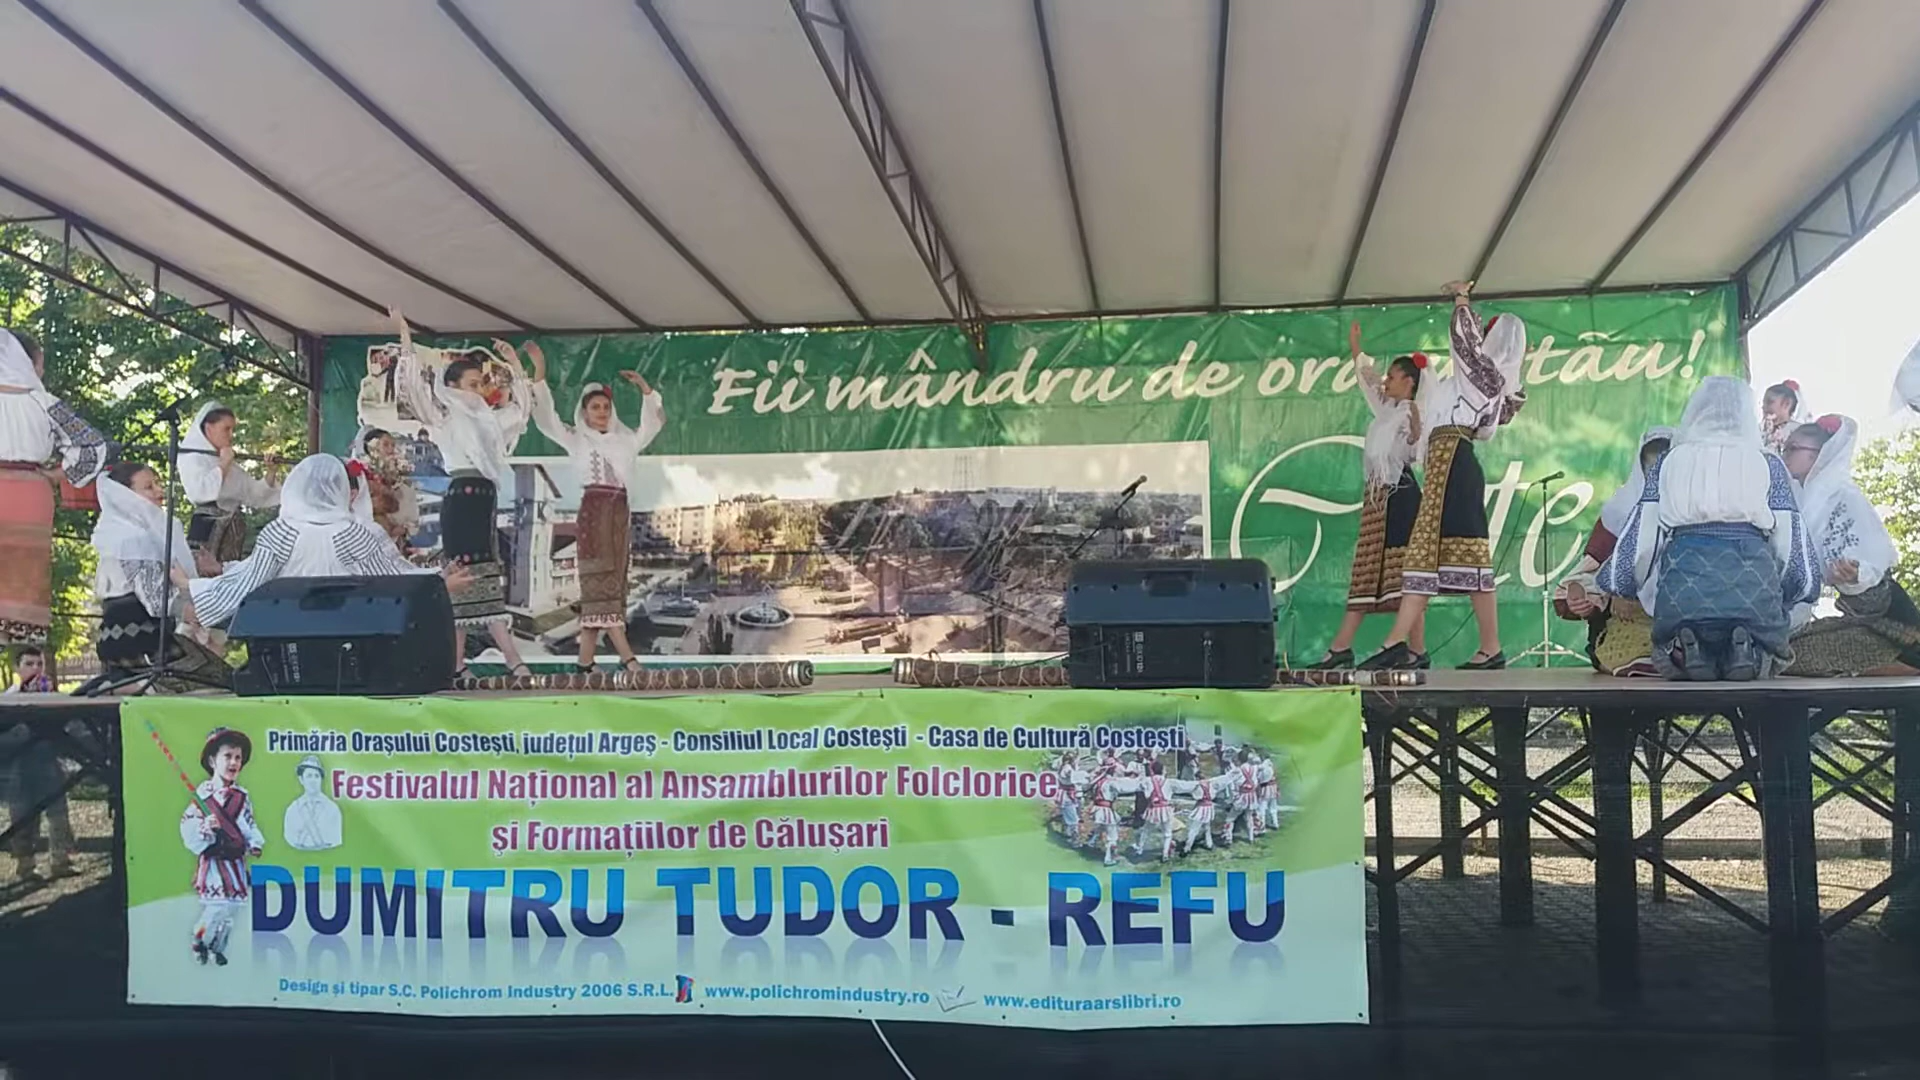 Fii mândru de orașul tău!
Primăria Orașului Costești, județul Argeș - Consiliul Local Costești - Casa de Cultură Costești
Festivalul Național al Ansamblurilor Folclorice
și Formațiilor de Călușari
DUMITRU TUDOR - REFU
Design și tipar S.C. Polichrom Industry 2006 S.R.L. www.polichromindustry.ro www.edituraarslibri.ro